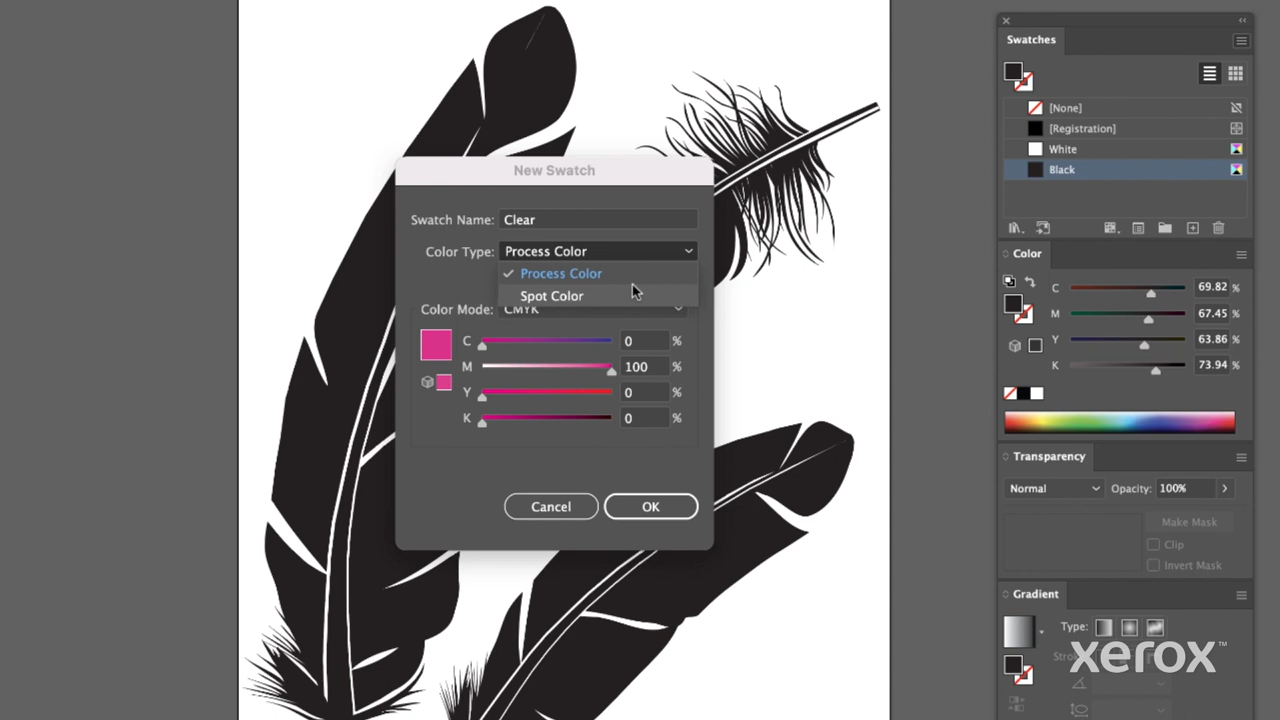 New Swatch
Swatch Name: Clear
Color Type: Process Color
Process Color
Spot Color
Color Mode: CMYK
C 0 %
M 100 %
Y 0 %
K 0 %
Cancel OK
Swatches
[None]
[Registration]
White
Black
Color
C 69.82 %
M 67.45 %
Y 63.86 %
K 73.94 %
Transparency
Normal Opacity: 100%
Make Mask
Clip
Invert Mask
Gradient
Type:
xerox™